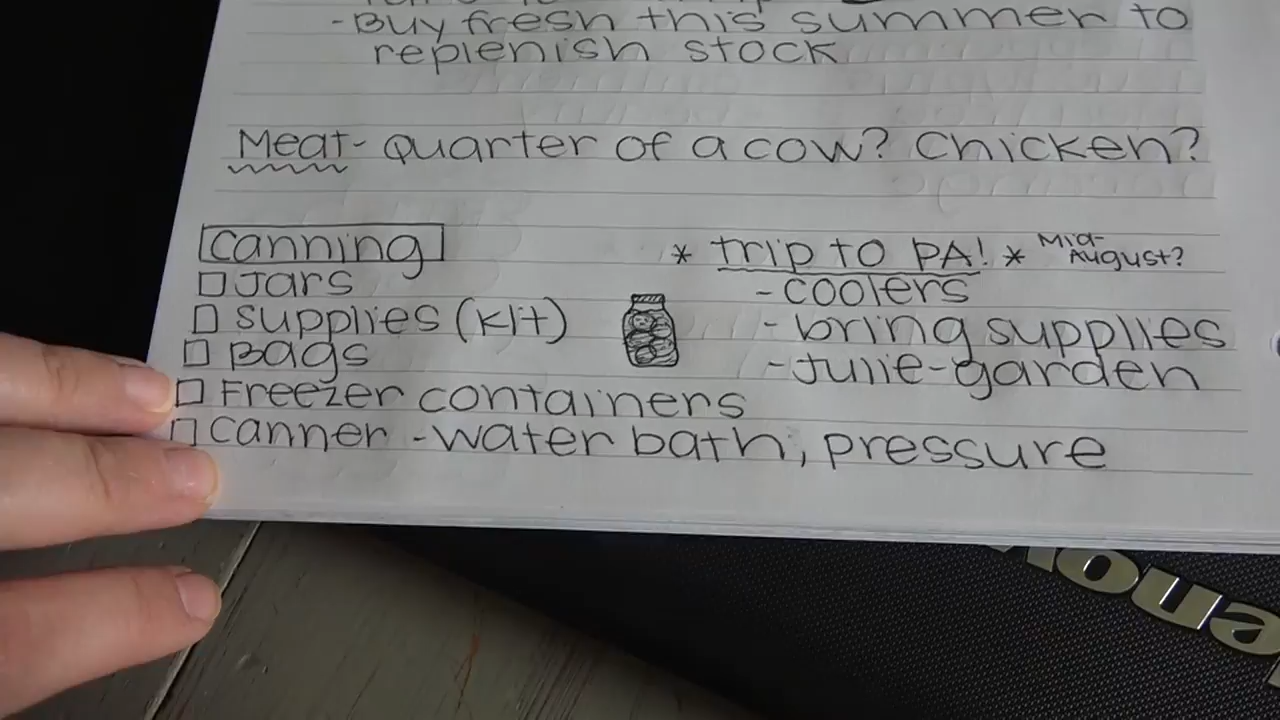 -Buy fresh this summer to
replenish stock
Meat- quarter of a cow? Chicken?
Canning
Jars
supplies (kit)
Bags
Freezer containers
canner -water bath, pressure
* trip to PA! * Mid-
August?
-coolers
-bring supplies
-Julie-garden